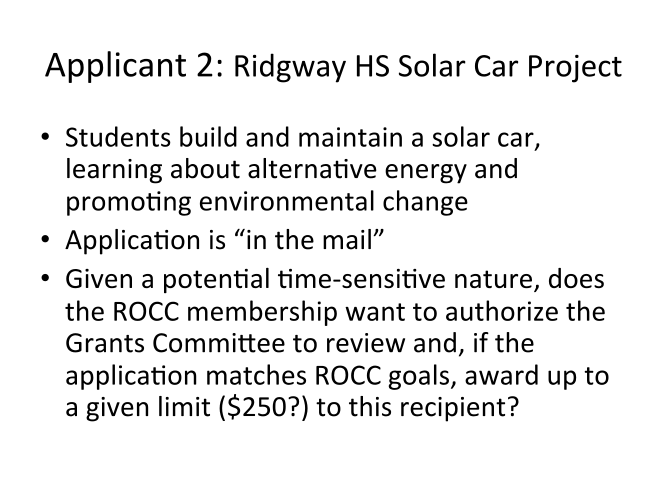 Applicant 2: Ridgway HS Solar Car Project
• Students build and maintain a solar car,
learning about alternative energy and
promoting environmental change
• Application is “in the mail”
• Given a potential time-sensitive nature, does
the ROCC membership want to authorize the
Grants Committee to review and, if the
application matches ROCC goals, award up to
a given limit ($250?) to this recipient?